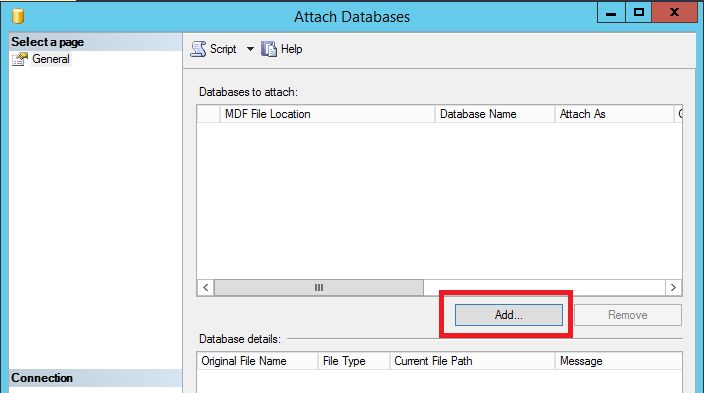 Attach Databases
Select a page
General
Script Help
Databases to attach:
MDF File Location Database Name Attach As
Add... Remove
Database details:
Original File Name File Type Current File Path Message
Connection